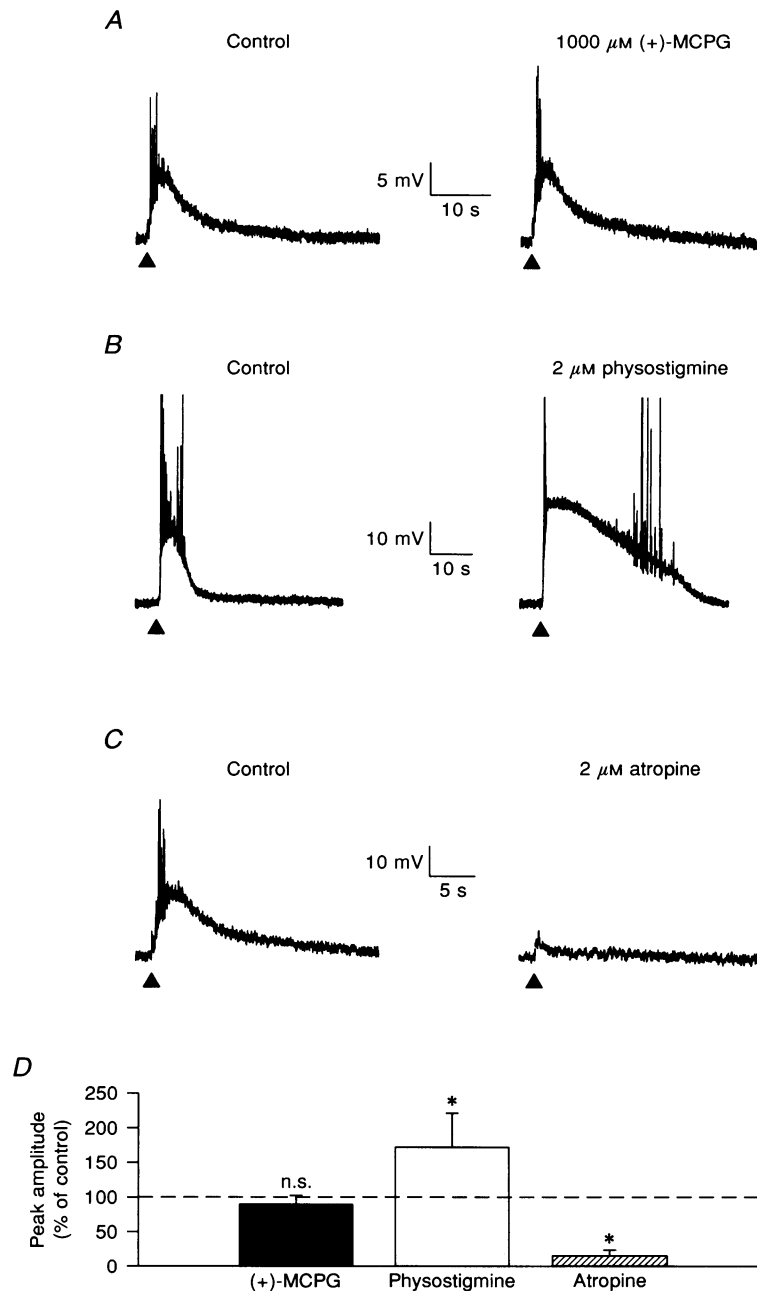 A
Control
1000 μM (+)-MCPG
5 mV
10 s
B
Control
2 μM physostigmine
10 mV
10 s
C
Control
2 μM atropine
10 mV
5 s
D
Peak amplitude
(% of control)
250
200
150
100
50
0
n.s.
*
*
(+)-MCPG
Physostigmine
Atropine